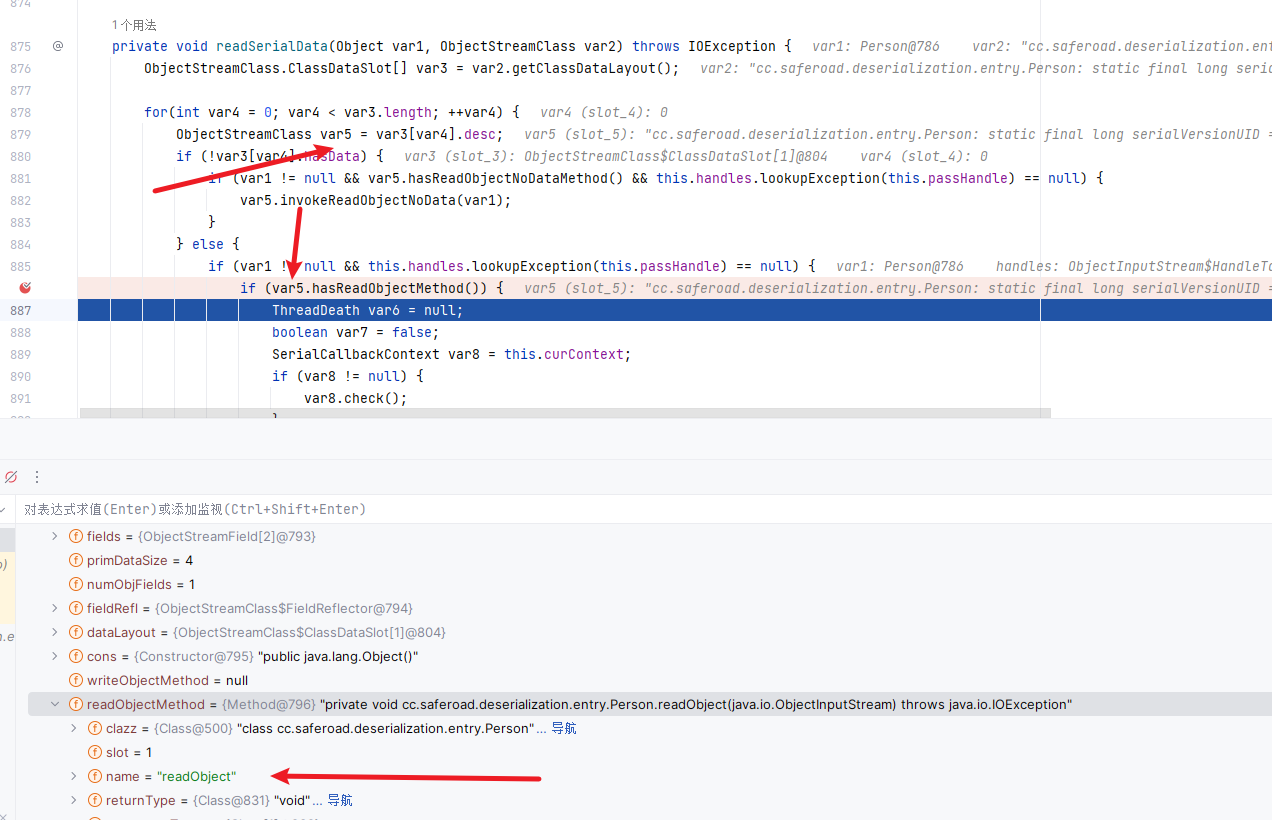 874
1个用法
875 @ private void readSerialData(Object var1, ObjectStreamClass var2) throws IOException { var1: Person@786 var2: "cc.saferoad.deserialization.ent
876 ObjectStreamClass.ClassDataSlot[] var3 = var2.getClassDataLayout(); var2: "cc.saferoad.deserialization.entry.Person: static final long seria
877
878 for(int var4 = 0; var4 < var3.length; ++var4) { var4 (slot_4): 0
879 ObjectStreamClass var5 = var3[var4].desc; var5 (slot_5): "cc.saferoad.deserialization.entry.Person: static final long serialVersionUID =
880 if (!var3[var4].hasData) { var3 (slot_3): ObjectStreamClass$ClassDataSlot[1]@804 var4 (slot_4): 0
881 if (var1 != null && var5.hasReadObjectNoDataMethod() && this.handles.lookupException(this.passHandle) == null) {
882 var5.invokeReadObjectNoData(var1);
883 }
884 } else {
885 if (var1 != null && this.handles.lookupException(this.passHandle) == null) { var1: Person@786 handles: ObjectInputStream$HandleTa
if (var5.hasReadObjectMethod()) { var5 (slot_5): "cc.saferoad.deserialization.entry.Person: static final long serialVersionUID =
887 ThreadDeath var6 = null;
888 boolean var7 = false;
889 SerialCallbackContext var8 = this.curContext;
890 if (var8 != null) {
891 var8.check();
}
对表达式求值(Enter)或添加监视(Ctrl+Shift+Enter)
fields = {ObjectStreamField[2]@793}
primDataSize = 4
numObjFields = 1
fieldRefl = {ObjectStreamClass$FieldReflector@794}
dataLayout = {ObjectStreamClass$ClassDataSlot[1]@804}
cons = {Constructor@795} "public java.lang.Object()"
writeObjectMethod = null
readObjectMethod = {Method@796} "private void cc.saferoad.deserialization.entry.Person.readObject(java.io.ObjectInputStream) throws java.io.IOException"
clazz = {Class@500} "class cc.saferoad.deserialization.entry.Person"... 导航
slot = 1
name = "readObject"
returnType = {Class@831} "void"... 导航